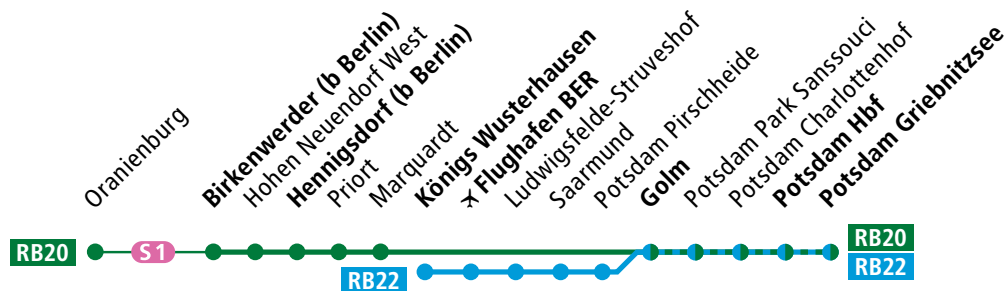 Oranienburg
Birkenwerder (b Berlin)
Hohen Neuendorf West
Hennigsdorf (b Berlin)
Priort
Marquardt
Königs Wusterhausen
Flughafen BER
Ludwigsfelde-Struveshof
Saarmund
Potsdam Pirschheide
Golm
Potsdam Park Sanssouci
Potsdam Charlottenhof
Potsdam Hbf
Potsdam Griebnitzsee
RB20
S1
RB20
RB22
RB22